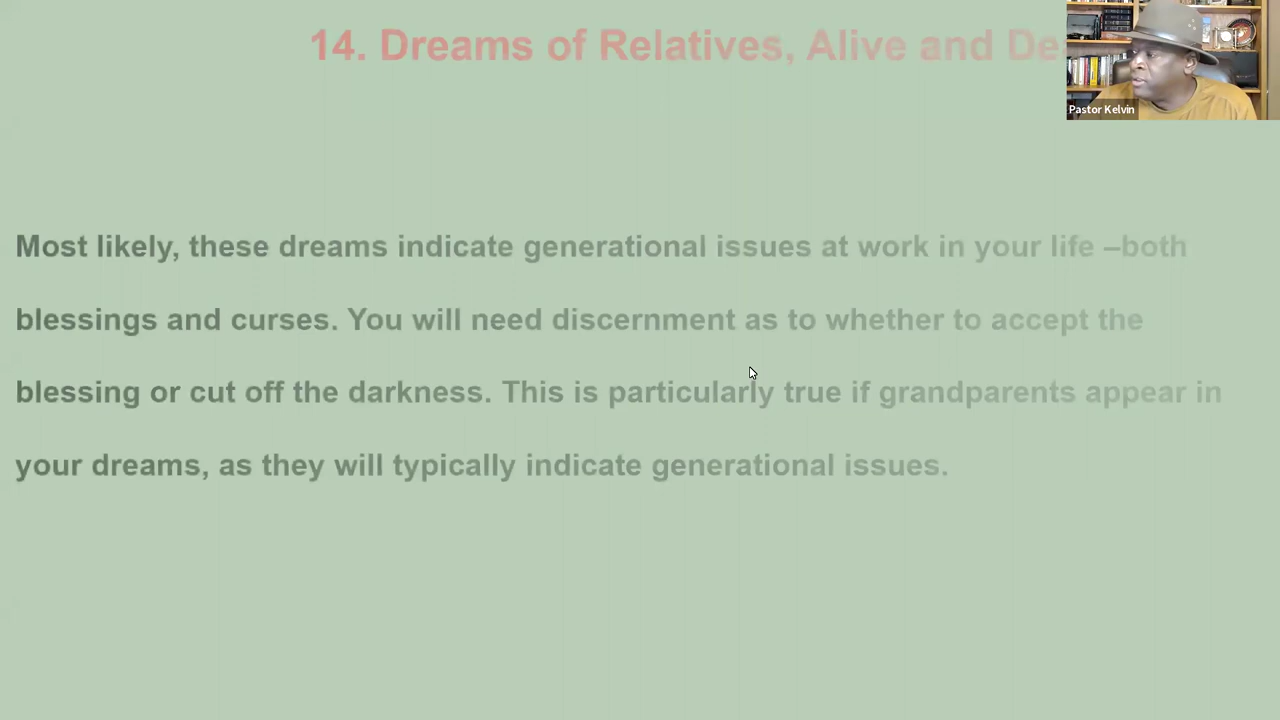 14. Dreams of Relatives, Alive and
Pastor Kelvin
Most likely, these dreams indicate generational issues at work in your life –both
blessings and curses. You will need discernment as to whether to accept the
blessing or cut off the darkness. This is particularly true if grandparents appear in
your dreams, as they will typically indicate generational issues.